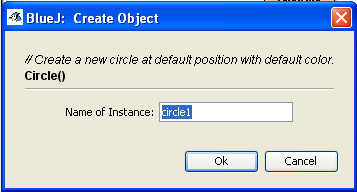 BlueJ: Create Object
// Create a new circle at default position with default color.
Circle()
Name of Instance: circle1
Ok Cancel